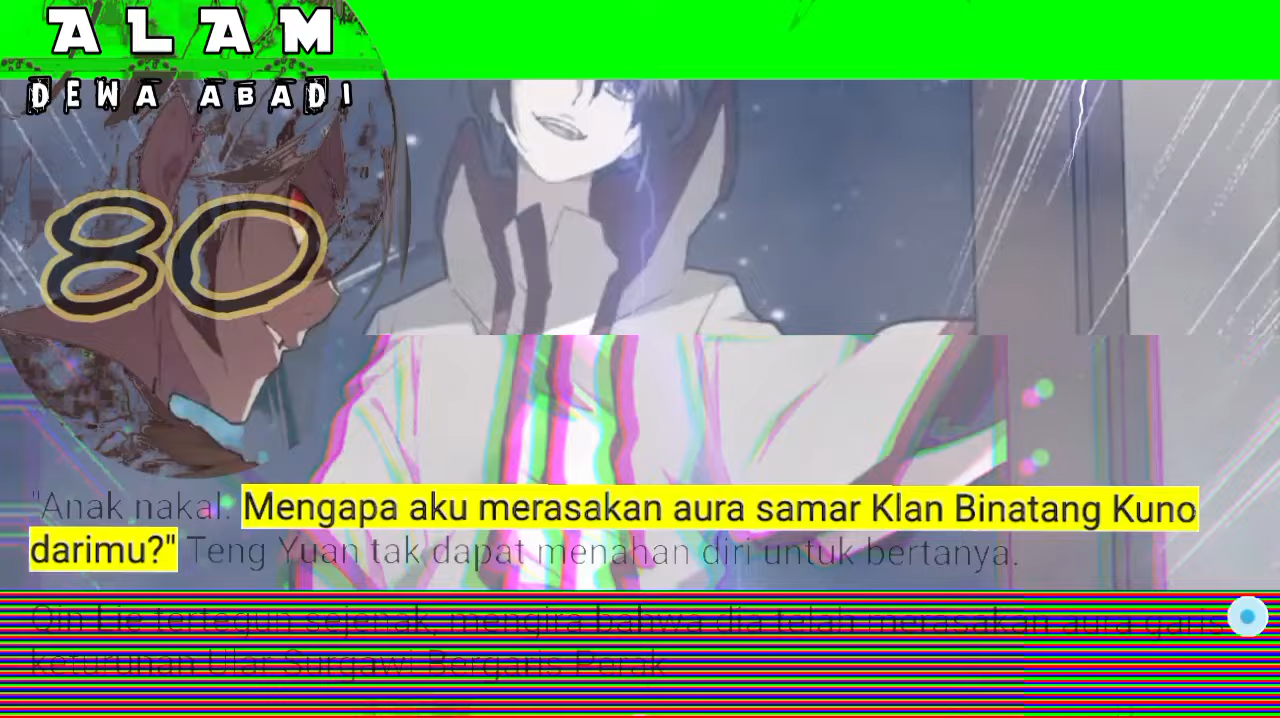 ALAM
DEWA ABADI
80
"Anak nakal. Mengapa aku merasakan aura samar Klan Binatang Kuno
darimu?" Teng Yuan tak dapat menahan diri untuk bertanya.
Qin Lie tertegun sejenak, mengira bahwa dia telah merasakan aura garis
keturunan Ular Surgawi Bergaris Perak